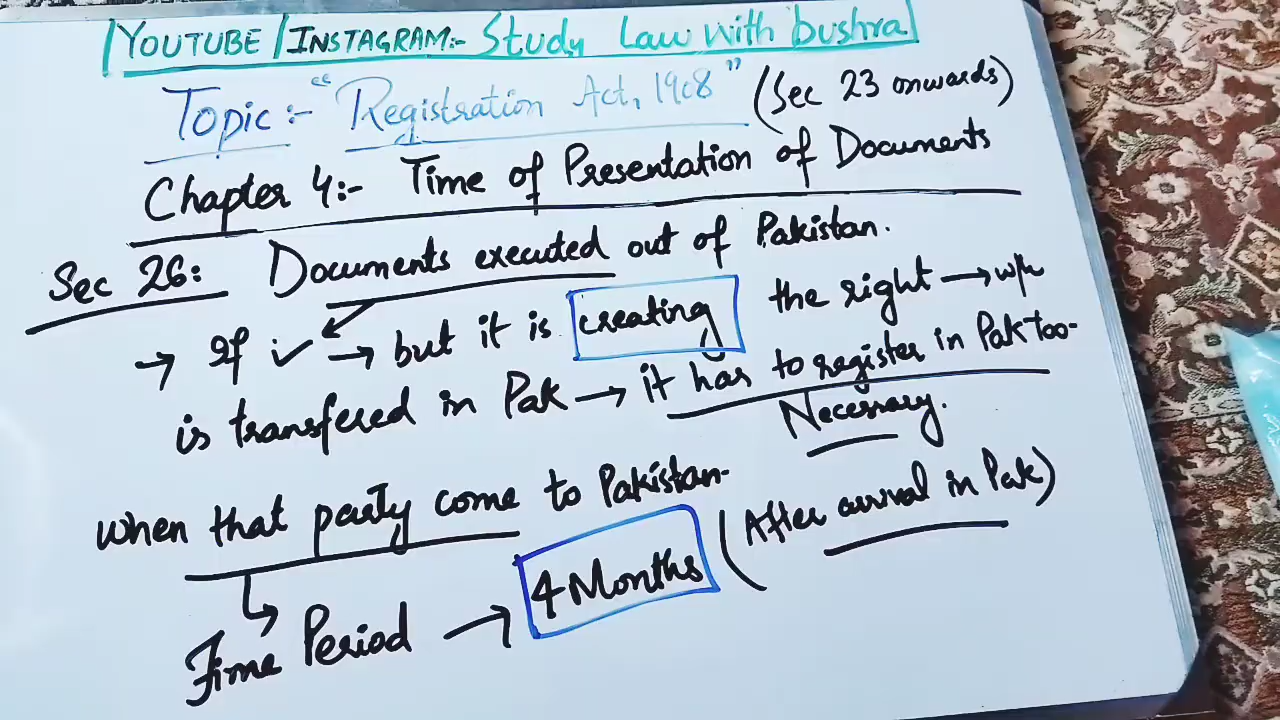 YOUTUBE/INSTAGRAM:- Study Law with bushra
Topic:- "Registration Act, 1908" (Sec 23 onwards)
Chapter 4:- Time of Presentation of Documents
Sec 26: Documents executed out of Pakistan.
→ If ✓ → but it is creating the right → w/c
is transfered in Pak → it has to register in Pak too.
Necessary.
when that party come to Pakistan.
Time Period → 4 Months (After arrival in Pak)